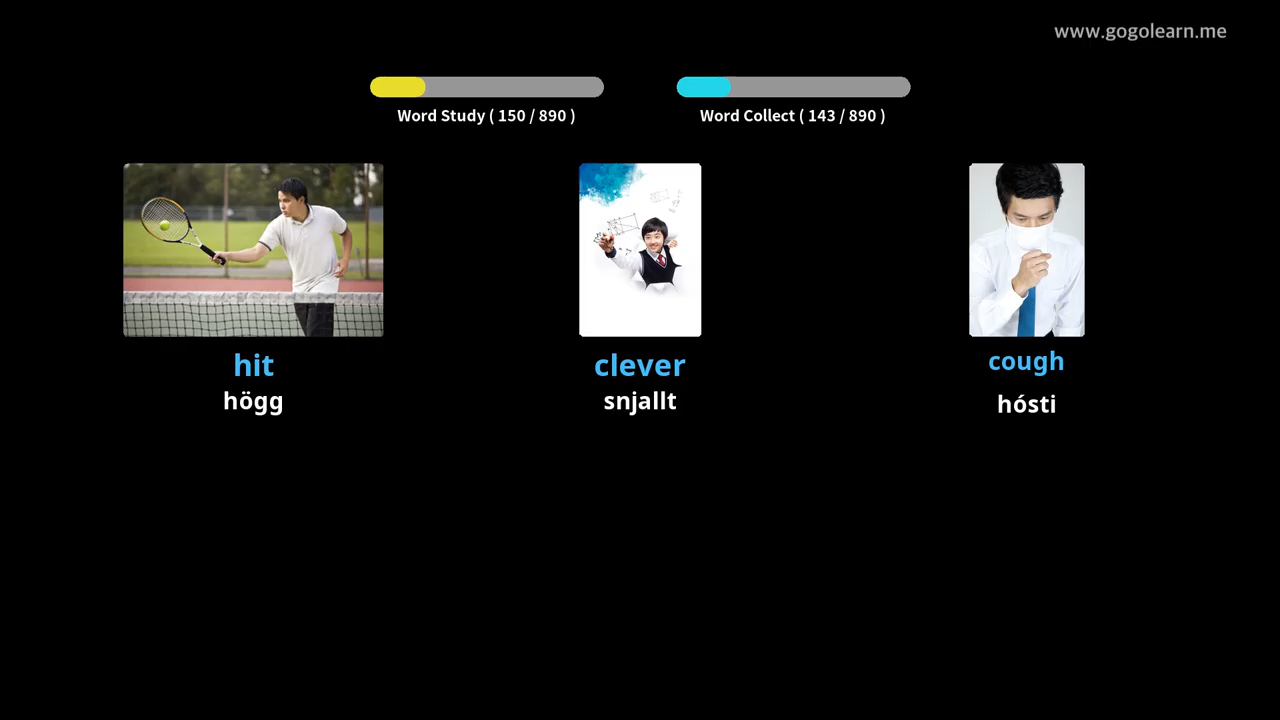 www.gogolearn.me
Word Study ( 150 / 890 )
Word Collect ( 143 / 890 )
hit
högg
clever
snjallt
cough
hósti